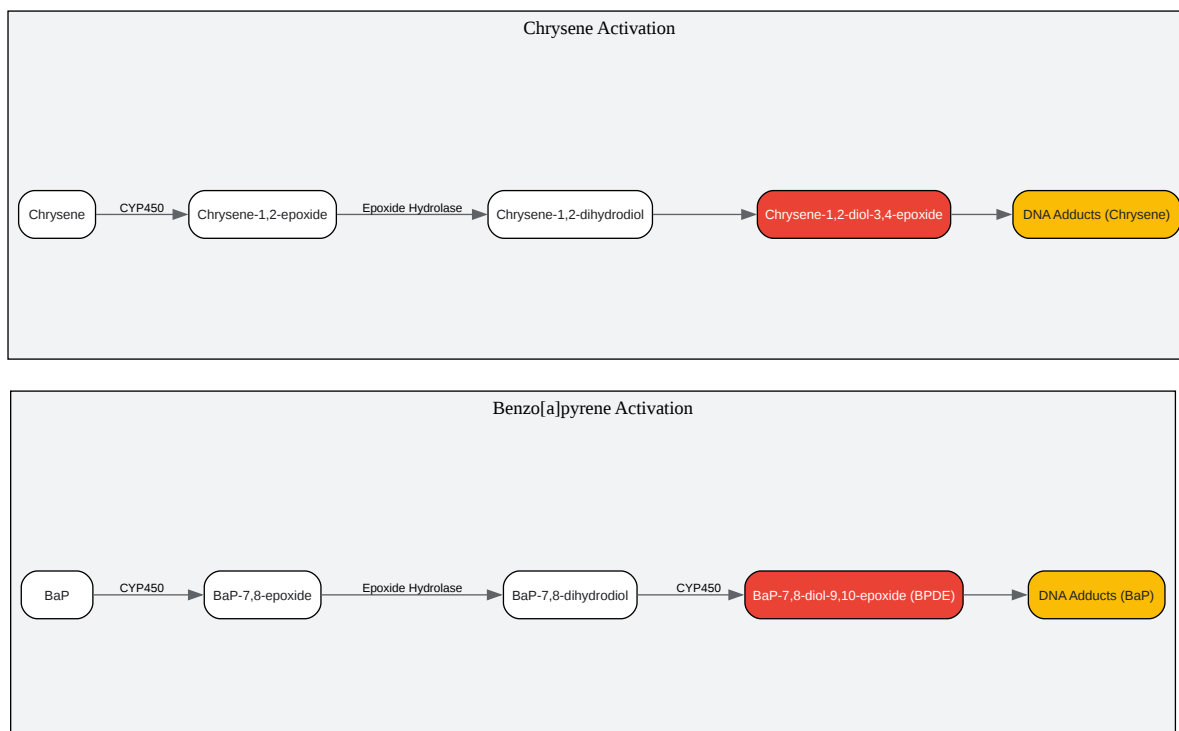 Chrysene Activation
Chrysene
CYP450
Chrysene-1,2-epoxide
Epoxide Hydrolase
Chrysene-1,2-dihydrodiol
Chrysene-1,2-diol-3,4-epoxide
DNA Adducts (Chrysene)
Benzo[a]pyrene Activation
BaP
CYP450
BaP-7,8-epoxide
Epoxide Hydrolase
BaP-7,8-dihydrodiol
CYP450
BaP-7,8-diol-9,10-epoxide (BPDE)
DNA Adducts (BaP)